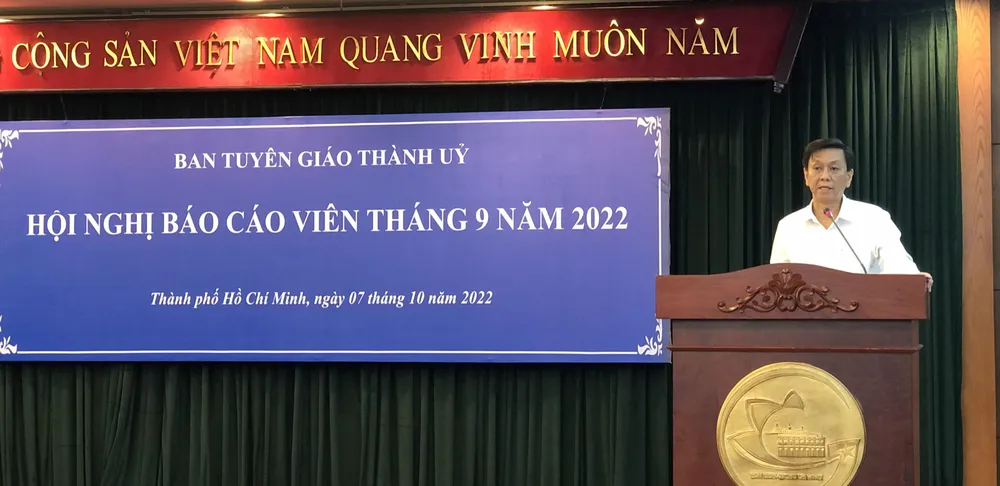 CỘNG SẢN VIỆT NAM QUANG VINH MUÔN NĂM
BAN TUYÊN GIÁO THÀNH UỶ
HỘI NGHỊ BÁO CÁO VIÊN THÁNG 9 NĂM 2022
Thành phố Hồ Chí Minh, ngày 07 tháng 10 năm 2022